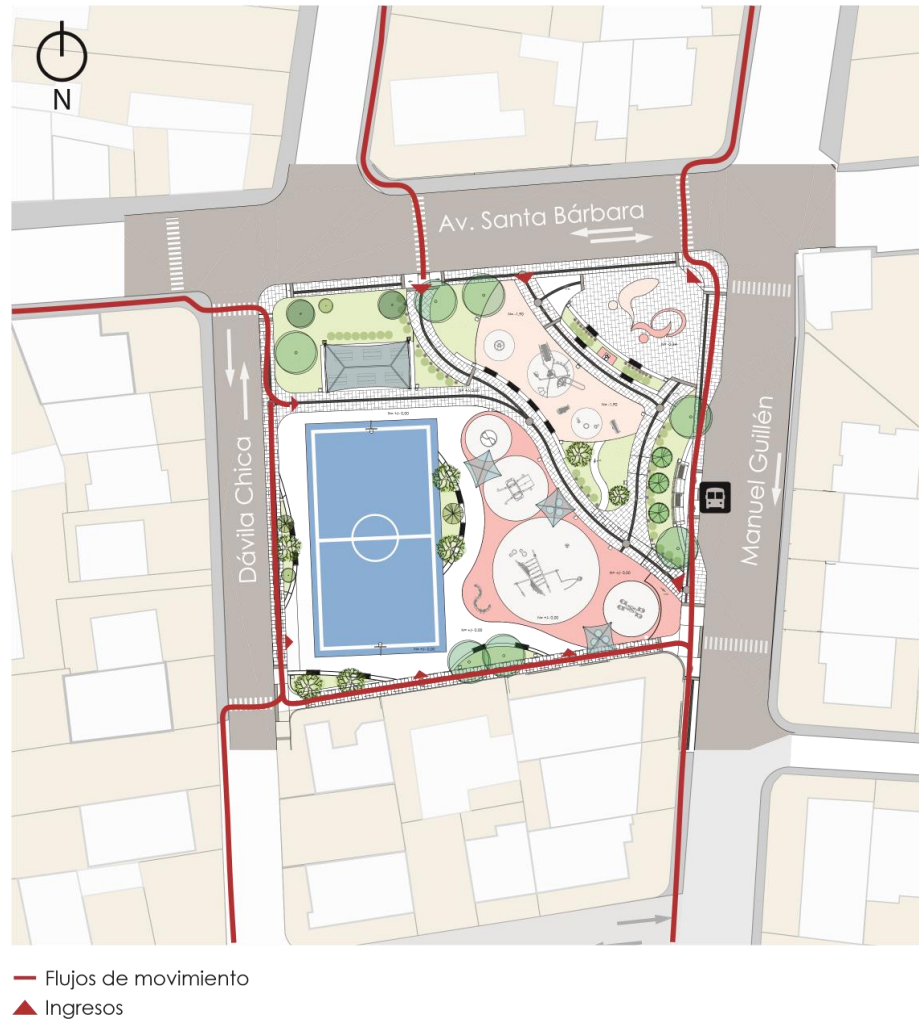 N
Av. Santa Bárbara
Dávila Chica
Manuel Guillén
Flujos de movimiento
Ingresos